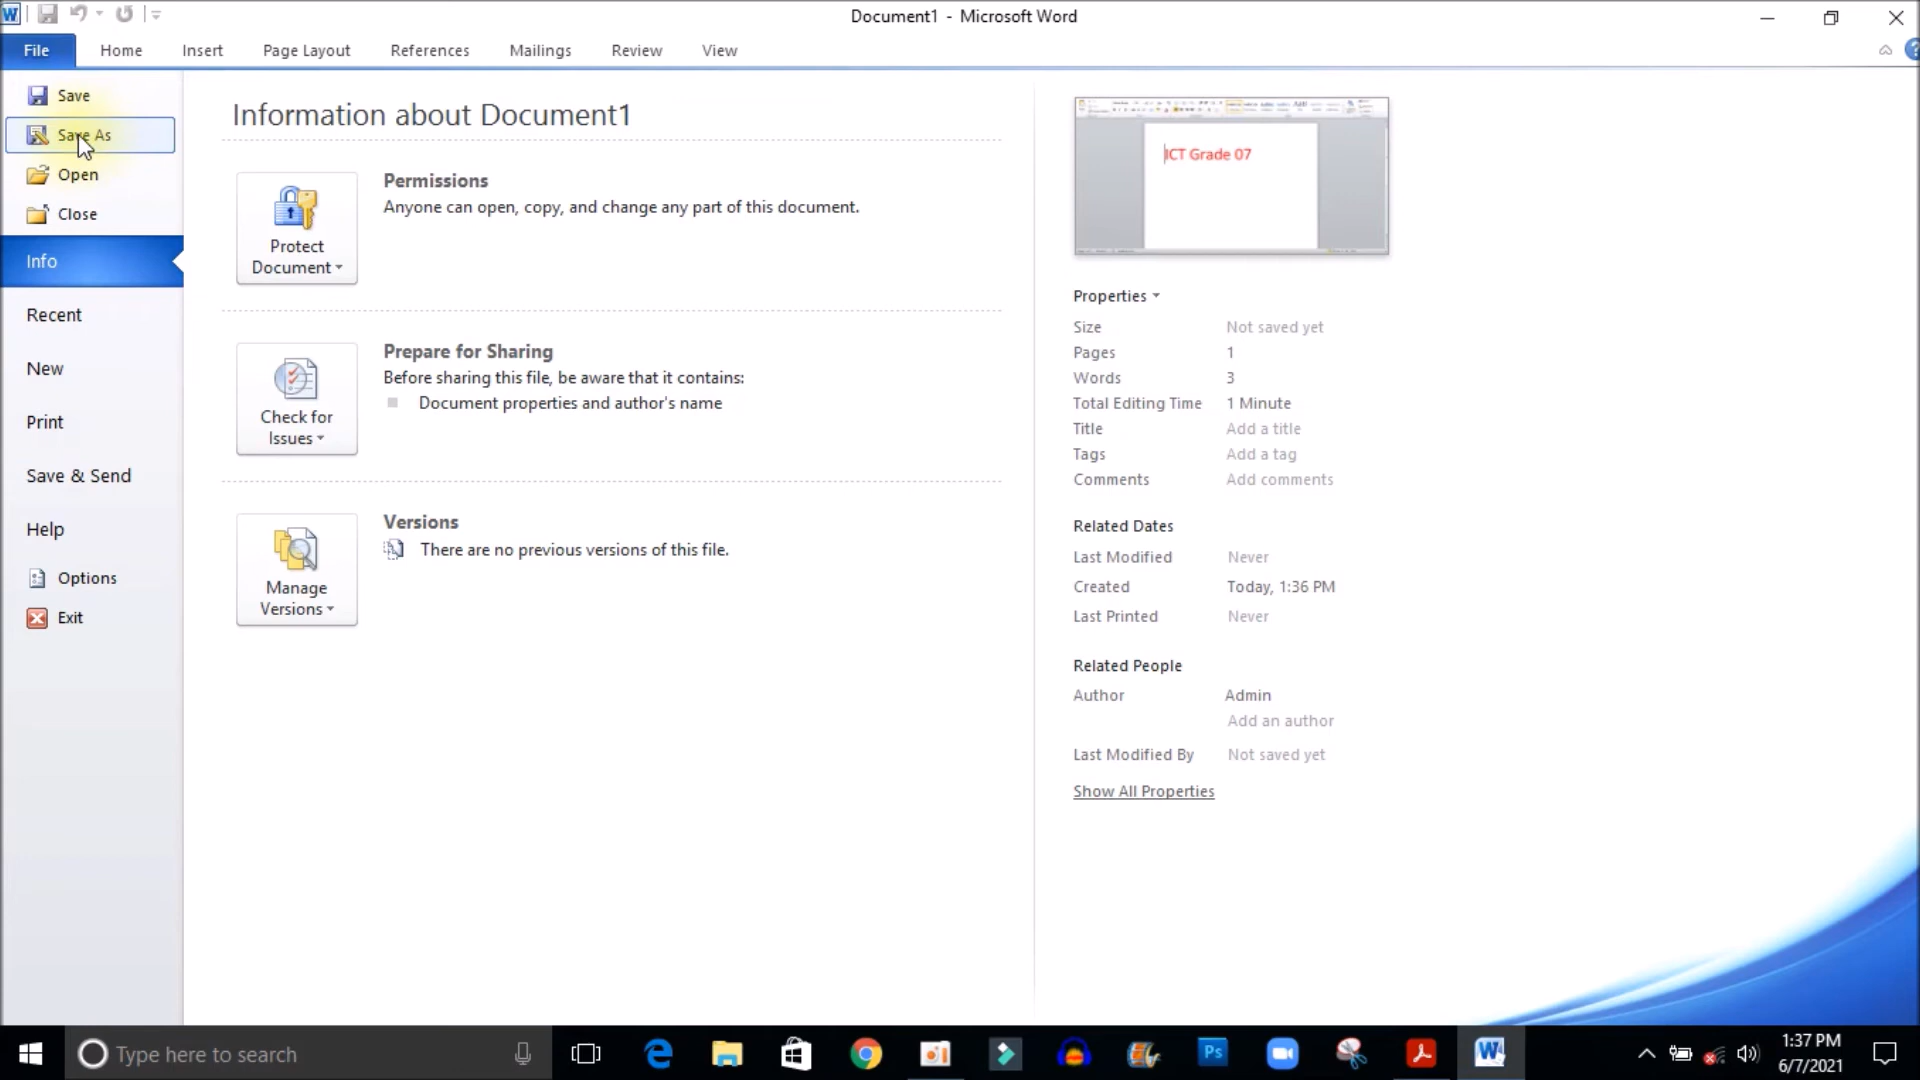 Document1 - Microsoft Word
File Home Insert Page Layout References Mailings Review View
Save
Save As
Open
Close
Info
Recent
New
Print
Save & Send
Help
Options
Exit
Information about Document1
Protect
Document
Permissions
Anyone can open, copy, and change any part of this document.
Check for
Issues
Prepare for Sharing
Before sharing this file, be aware that it contains:
Document properties and author's name
Manage
Versions
Versions
There are no previous versions of this file.
ICT Grade 07
Properties
Size Not saved yet
Pages 1
Words 3
Total Editing Time 1 Minute
Title Add a title
Tags Add a tag
Comments Add comments
Related Dates
Last Modified Never
Created Today, 1:36 PM
Last Printed Never
Related People
Author Admin
Add an author
Last Modified By Not saved yet
Show All Properties
Type here to search
Ps
1:37 PM
6/7/2021